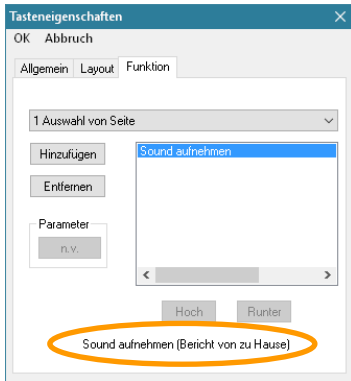 Tasteneigenschaften
OK Abbruch
Allgemein Layout Funktion
1 Auswahl von Seite
Hinzufügen
Sound aufnehmen
Entfernen
Parameter
n.v.
Hoch Runter
Sound aufnehmen (Bericht von zu Hause)